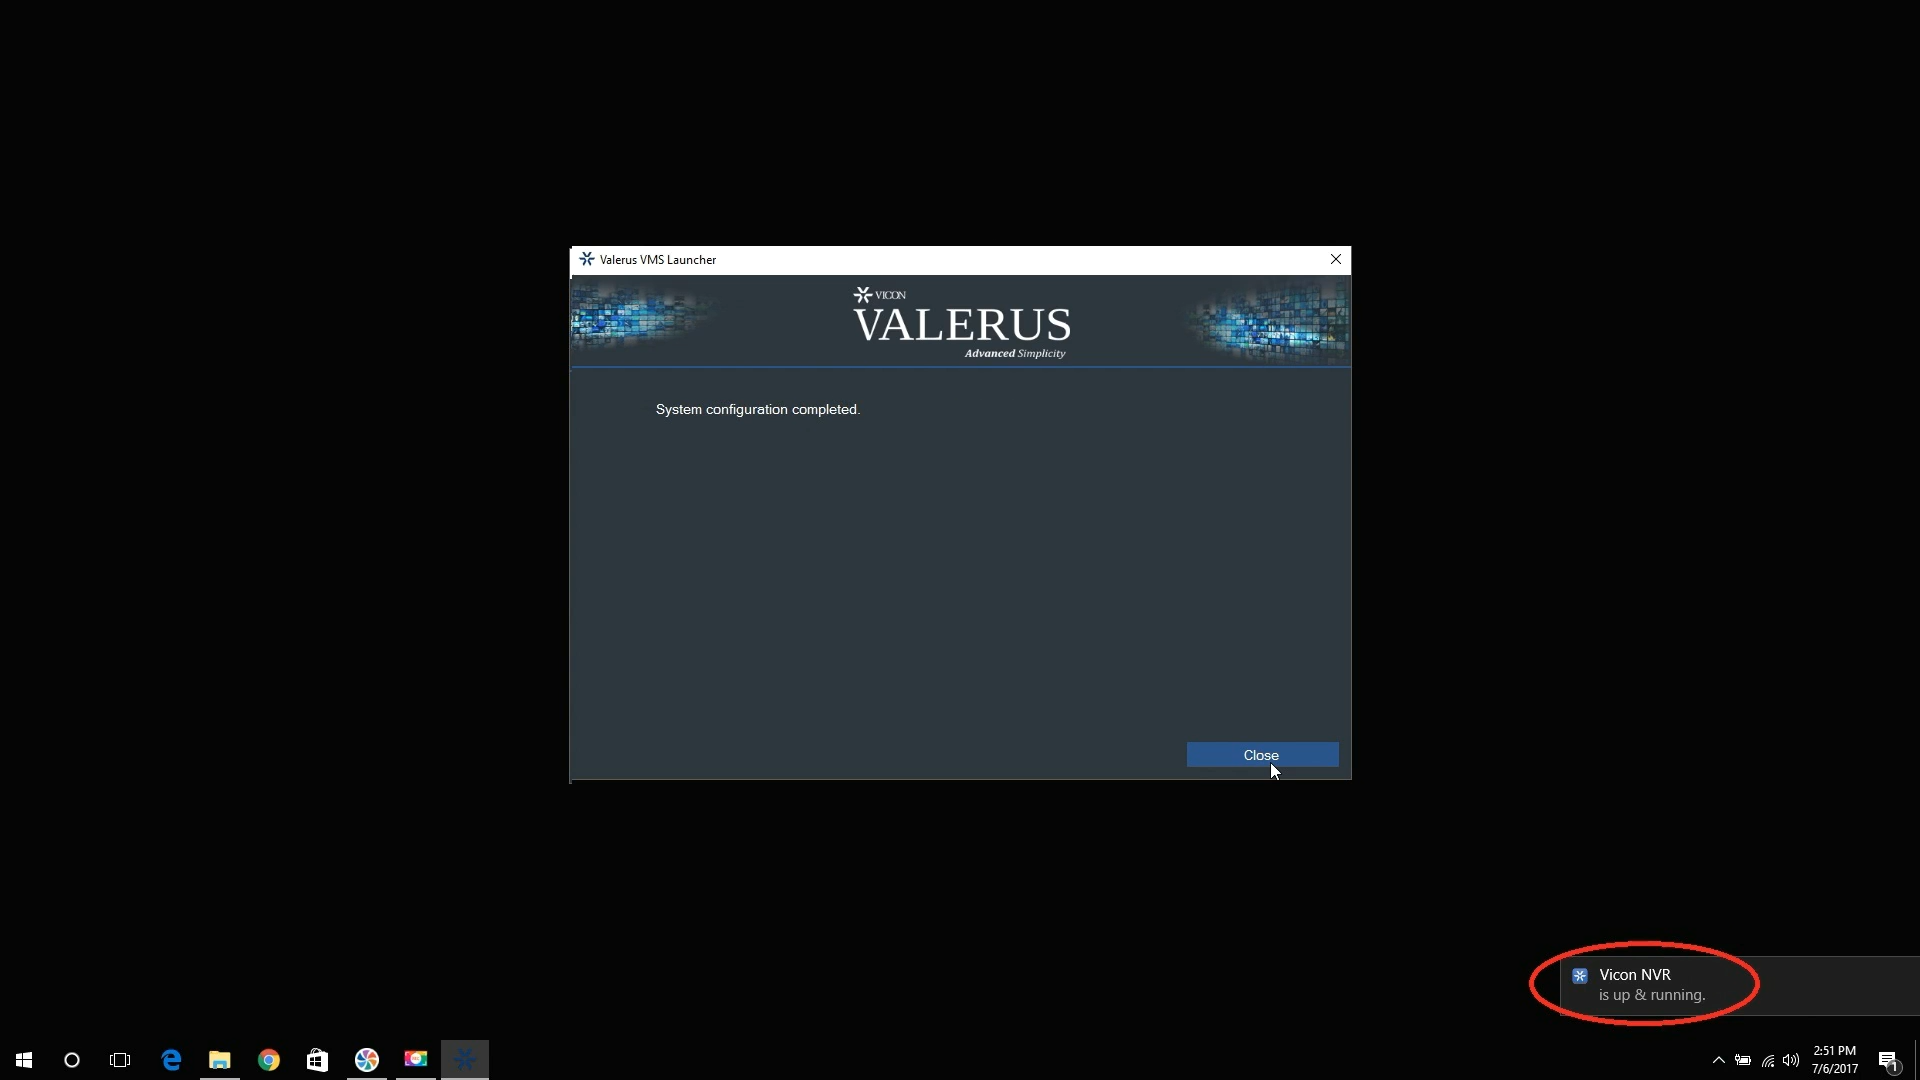 Valerus VMS Launcher
VICON
VALERUS
Advanced Simplicity
System configuration completed.
Close
Vicon NVR
is up & running.
2:51 PM
7/6/2017
1